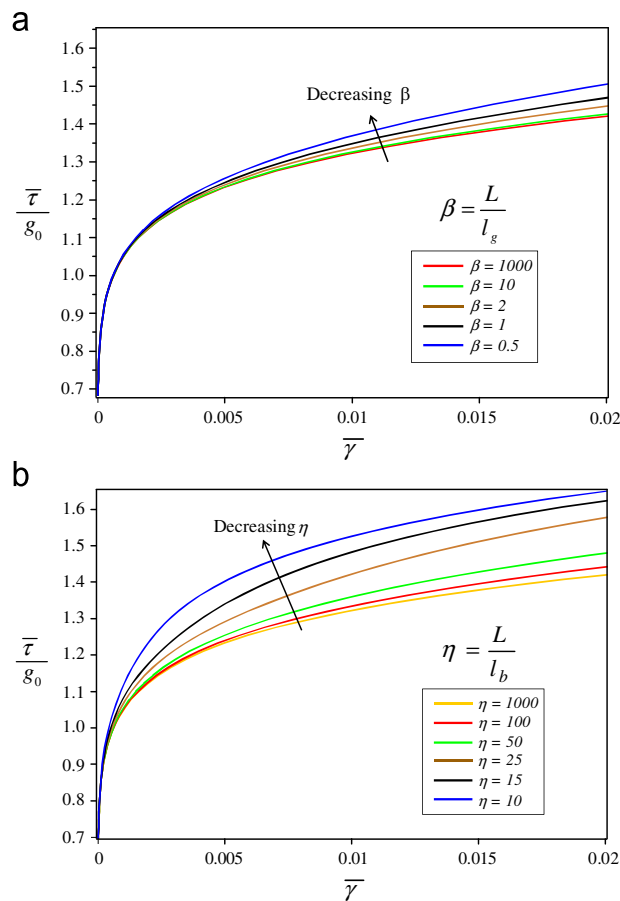 a
1.6
1.5
1.4
1.3
1.2
1.1
1.0
0.9
0.8
0.7
τ̅
g₀
Decreasing β
β = L
l_g
β = 1000
β = 10
β = 2
β = 1
β = 0.5
0 0.005 0.01 0.015 0.02
γ̅
b
1.6
1.5
1.4
1.3
1.2
1.1
1.0
0.9
0.8
0.7
τ̅
g₀
Decreasing η
η = L
l_b
η = 1000
η = 100
η = 50
η = 25
η = 15
η = 10
0 0.005 0.01 0.015 0.02
γ̅